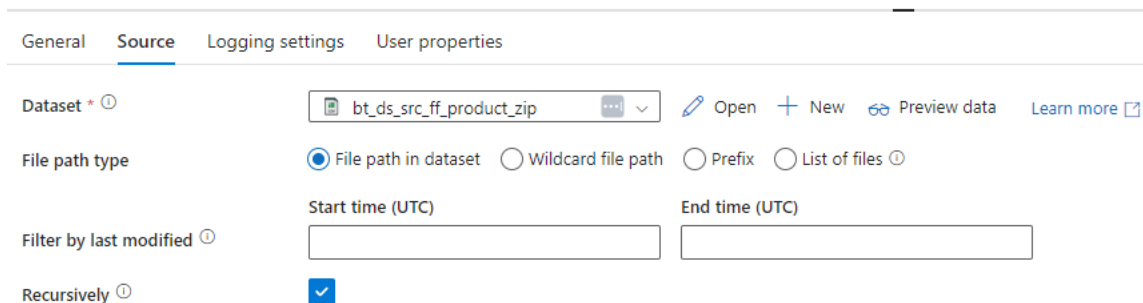 General Source Logging settings User properties
Dataset * bt_ds_src_ff_product_zip Open New Preview data Learn more
File path type File path in dataset Wildcard file path Prefix List of files
Start time (UTC) End time (UTC)
Filter by last modified
Recursively